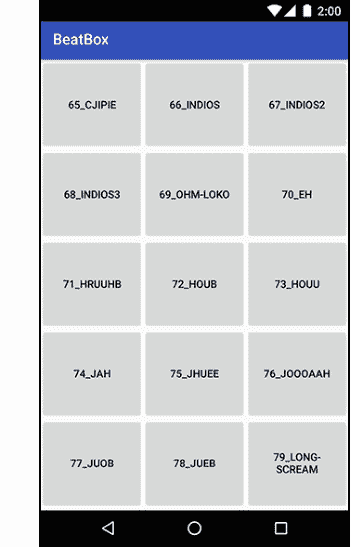 2:00
BeatBox
65_CJIPIE
66_INDIOS
67_INDIOS2
68_INDIOS3
69_OHM-LOKO
70_EH
71_HRUUHB
72_HOUB
73_HOUU
74_JAH
75_JHUEE
76_JOOOAAH
77_JUOB
78_JUEB
79_LONG-
SCREAM